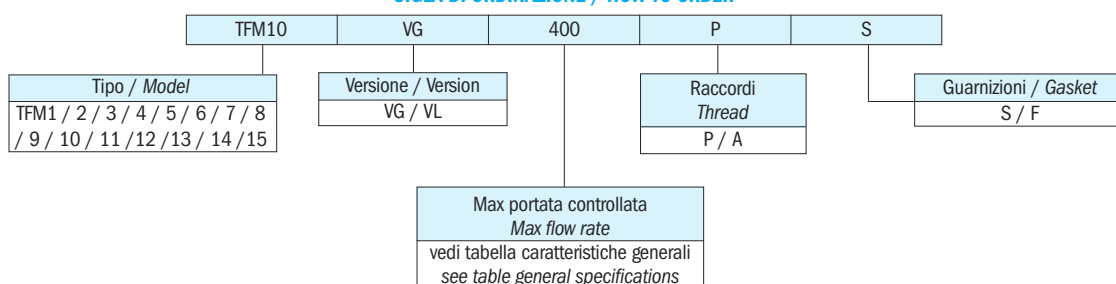 TFM10 VG 400 P S
Tipo / Model
TFM1 / 2 / 3 / 4 / 5 / 6 / 7 / 8
/ 9 / 10 / 11 /12 /13 / 14 /15
Versione / Version
VG / VL
Raccordi
Thread
P / A
Guarnizioni / Gasket
S / F
Max portata controllata
Max flow rate
vedi tabella caratteristiche generali
see table general specifications